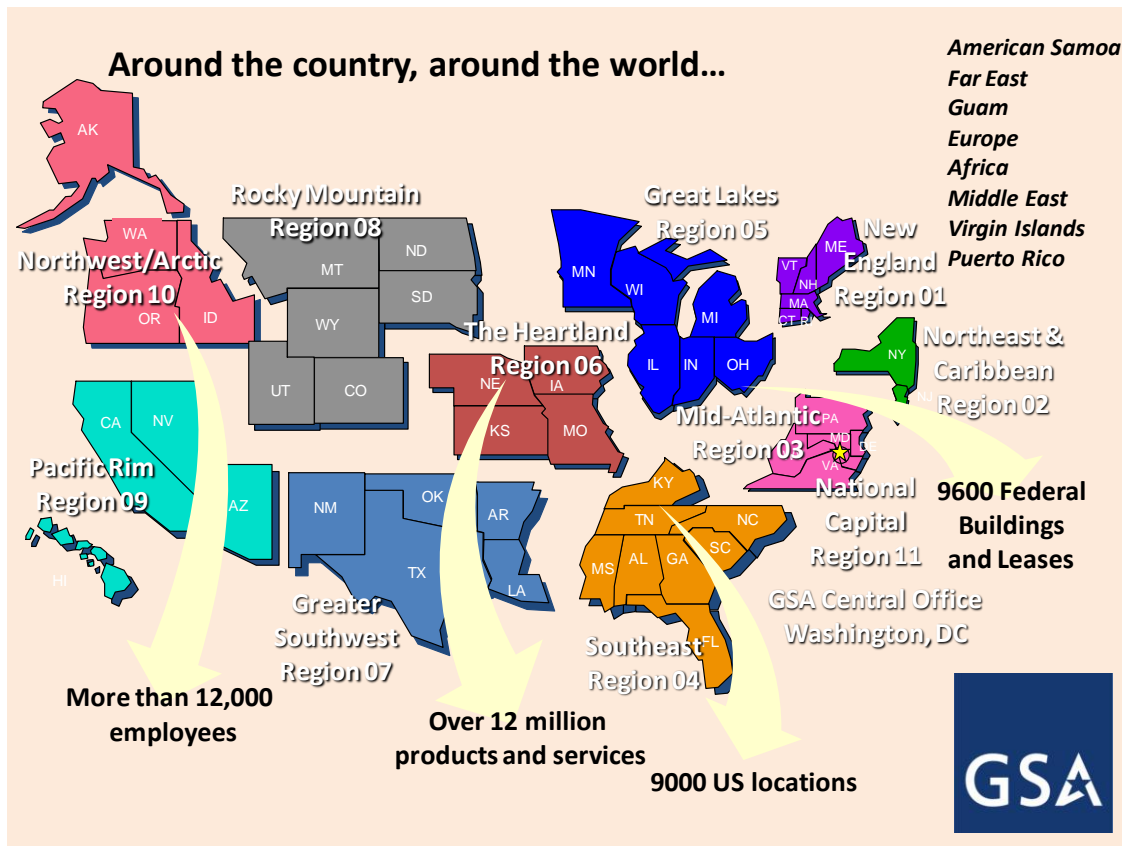 Around the country, around the world…
American Samoa
Far East
Guam
Europe
Africa
Middle East
Virgin Islands
Puerto Rico
AK
Rocky Mountain
Region 08
Great Lakes
Region 05
New
England
Region 01
Northwest/Arctic
Region 10
WA
OR
ID
MT
ND
SD
WY
UT
CO
MN
WI
MI
IL
IN
OH
ME
VT
NH
MA
CT
RI
The Heartland
Region 06
NE
IA
KS
MO
NY
NJ
Northeast &
Caribbean
Region 02
Mid-Atlantic
Region 03
PA
MD
DE
VA
CA
NV
AZ
HI
Pacific Rim
Region 09
NM
OK
AR
TX
LA
Greater
Southwest
Region 07
KY
TN
NC
SC
MS
AL
GA
FL
Southeast
Region 04
National
Capital
Region 11
GSA Central Office
Washington, DC
9600 Federal
Buildings
and Leases
More than 12,000
employees
Over 12 million
products and services
9000 US locations
GSA